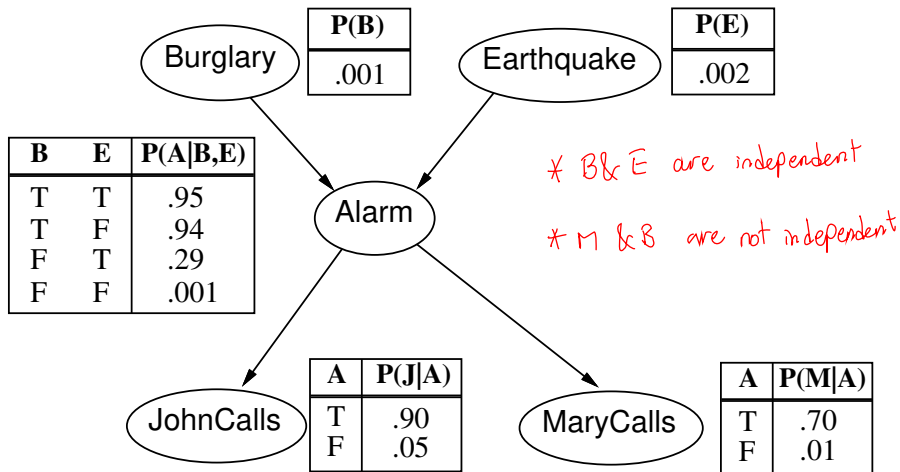 Burglary
P(B)
.001
Earthquake
P(E)
.002
B E P(A|B,E)
T T .95
T F .94
F T .29
F F .001
Alarm
* B & E are independent
* M & B are not independent
JohnCalls
A P(J|A)
T .90
F .05
MaryCalls
A P(M|A)
T .70
F .01